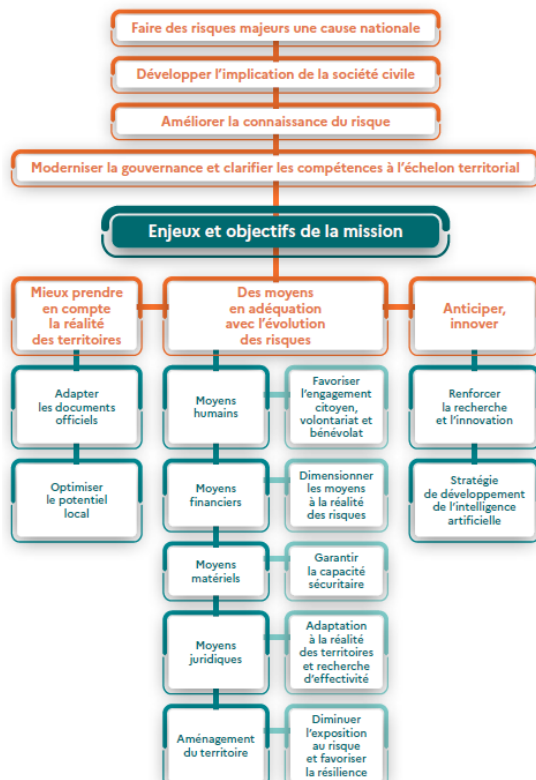 Faire des risques majeurs une cause nationale
Développer l'implication de la société civile
Améliorer la connaissance du risque
Moderniser la gouvernance et clarifier les compétences à l'échelon territorial
Enjeux et objectifs de la mission
Mieux prendre
en compte
la réalité
des territoires
Des moyens
en adéquation
avec l'évolution
des risques
Anticiper,
innover
Adapter
les documents
officiels
Optimiser
le potentiel
local
Moyens
humains
Favoriser
l'engagement
citoyen,
volontariat et
bénévolat
Moyens
financiers
Dimensionner
les moyens
à la réalité
des risques
Moyens
matériels
Garantir
la capacité
sécuritaire
Moyens
juridiques
Adaptation
à la réalité
des territoires
et recherche
d'effectivité
Aménagement
du territoire
Diminuer
l'exposition
au risque
et favoriser
la résilience
Renforcer
la recherche
et l'innovation
Stratégie
de développement
de l'intelligence
artificielle